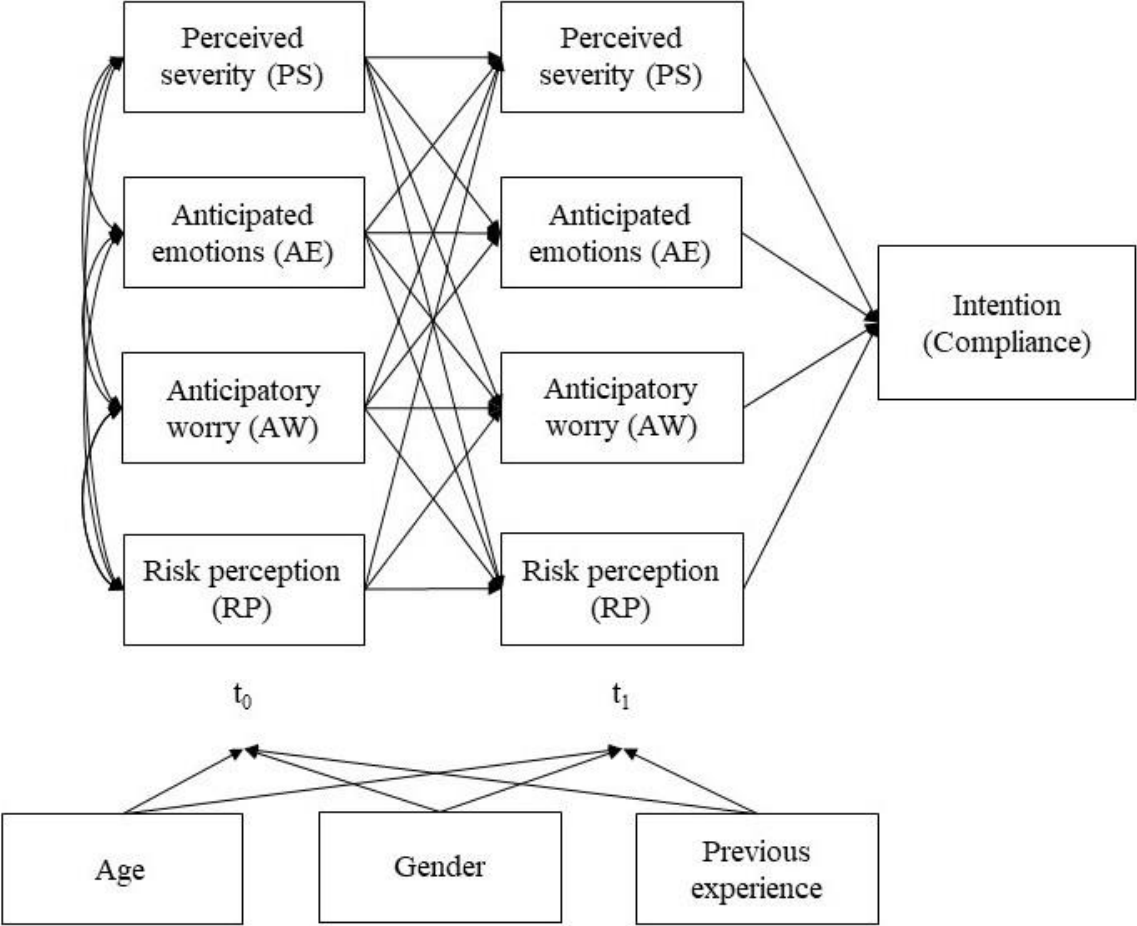 Perceived
severity (PS)
Perceived
severity (PS)
Anticipated
emotions (AE)
Anticipated
emotions (AE)
Intention
(Compliance)
Anticipatory
worry (AW)
Anticipatory
worry (AW)
Risk perception
(RP)
Risk perception
(RP)
t0
t1
Age
Gender
Previous
experience